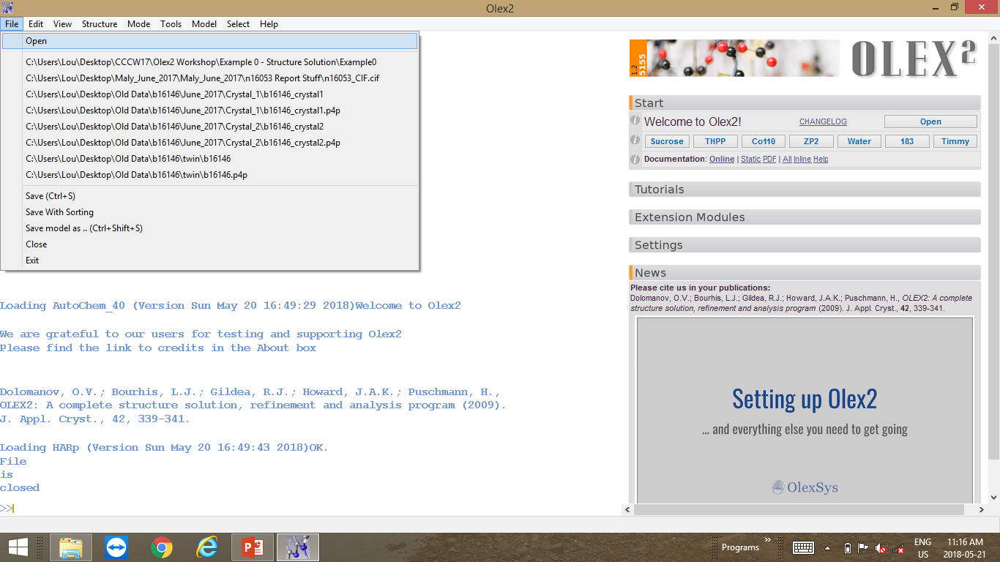 Olex2
File Edit View Structure Mode Tools Model Select Help
Open
C:\Users\Lou\Desktop\CCCW17\Olex2 Workshop\Example 0 - Structure Solution\Example0
C:\Users\Lou\Desktop\Maly_June_2017\Maly_June_2017\n16053 Report Stuff\n16053_CIF.cif
C:\Users\Lou\Desktop\Old Data\b16146\June_2017\Crystal_1\b16146_crystal1
C:\Users\Lou\Desktop\Old Data\b16146\June_2017\Crystal_1\b16146_crystal1.p4p
C:\Users\Lou\Desktop\Old Data\b16146\June_2017\Crystal_2\b16146_crystal2
C:\Users\Lou\Desktop\Old Data\b16146\June_2017\Crystal_2\b16146_crystal2.p4p
C:\Users\Lou\Desktop\Old Data\b16146\twin\b16146
C:\Users\Lou\Desktop\Old Data\b16146\twin\b16146.p4p
Save (Ctrl+S)
Save With Sorting
Save model as .. (Ctrl+Shift+S)
Close
Exit
Loading AutoChem_40 (Version Sun May 20 16:49:29 2018)Welcome to Olex2
We are grateful to our users for testing and supporting Olex2
Please find the link to credits in the About box
Dolomanov, O.V.; Bourhis, L.J.; Gildea, R.J.; Howard, J.A.K.; Puschmann, H.,
OLEX2: A complete structure solution, refinement and analysis program (2009).
J. Appl. Cryst., 42, 339-341.
Loading HARp (Version Sun May 20 16:49:43 2018)OK.
File
is
closed
>>
1.2
5155
OLEX2
Start
Welcome to Olex2! CHANGELOG Open
Sucrose THPP Co110 ZP2 Water 183 Timmy
Documentation: Online | Static PDF | All Inline Help
Tutorials
Extension Modules
Settings
News
Please cite us in your publications:
Dolomanov, O.V.; Bourhis, L.J.; Gildea, R.J.; Howard, J.A.K.; Puschmann, H., OLEX2: A complete
structure solution, refinement and analysis program (2009). J. Appl. Cryst., 42, 339-341.
Setting up Olex2
... and everything else you need to get going
OlexSys
Programs
ENG
US
11:16 AM
2018-05-21